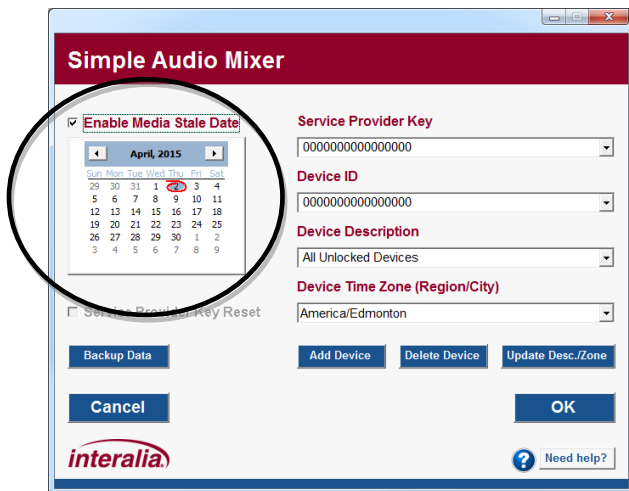 Simple Audio Mixer
Enable Media Stale Date
April, 2015
Sun Mon Tue Wed Thu Fri Sat
29 30 31 1 2 3 4
5 6 7 8 9 10 11
12 13 14 15 16 17 18
19 20 21 22 23 24 25
26 27 28 29 30 1 2
3 4 5 6 7 8 9
Service Provider Key Reset
Backup Data
Cancel
Service Provider Key
0000000000000000
Device ID
0000000000000000
Device Description
All Unlocked Devices
Device Time Zone (Region/City)
America/Edmonton
Add Device
Delete Device
Update Desc./Zone
OK
interalia
Need help?